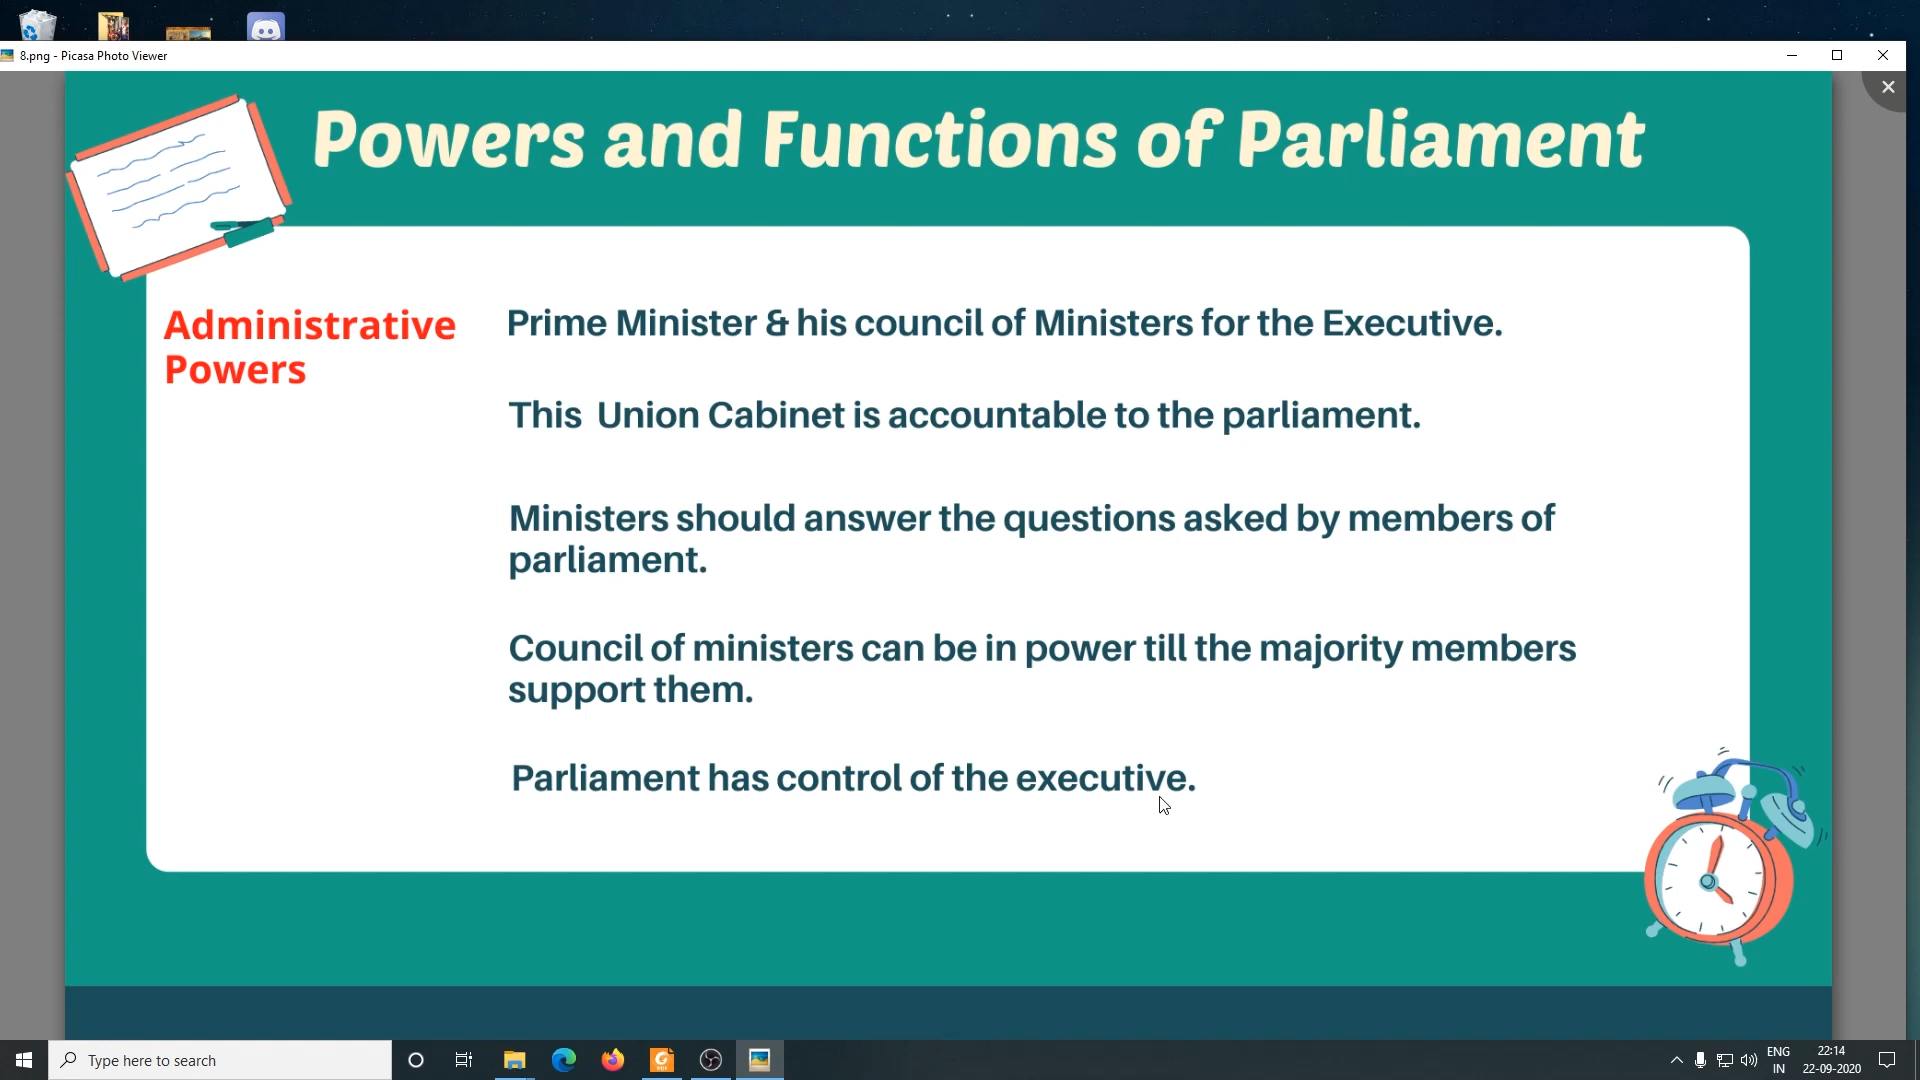 8.png - Picasa Photo Viewer
Powers and Functions of Parliament
Administrative
Powers
Prime Minister & his council of Ministers for the Executive.
This Union Cabinet is accountable to the parliament.
Ministers should answer the questions asked by members of
parliament.
Council of ministers can be in power till the majority members
support them.
Parliament has control of the executive.
Type here to search
ENG
IN
22:14
22-09-2020